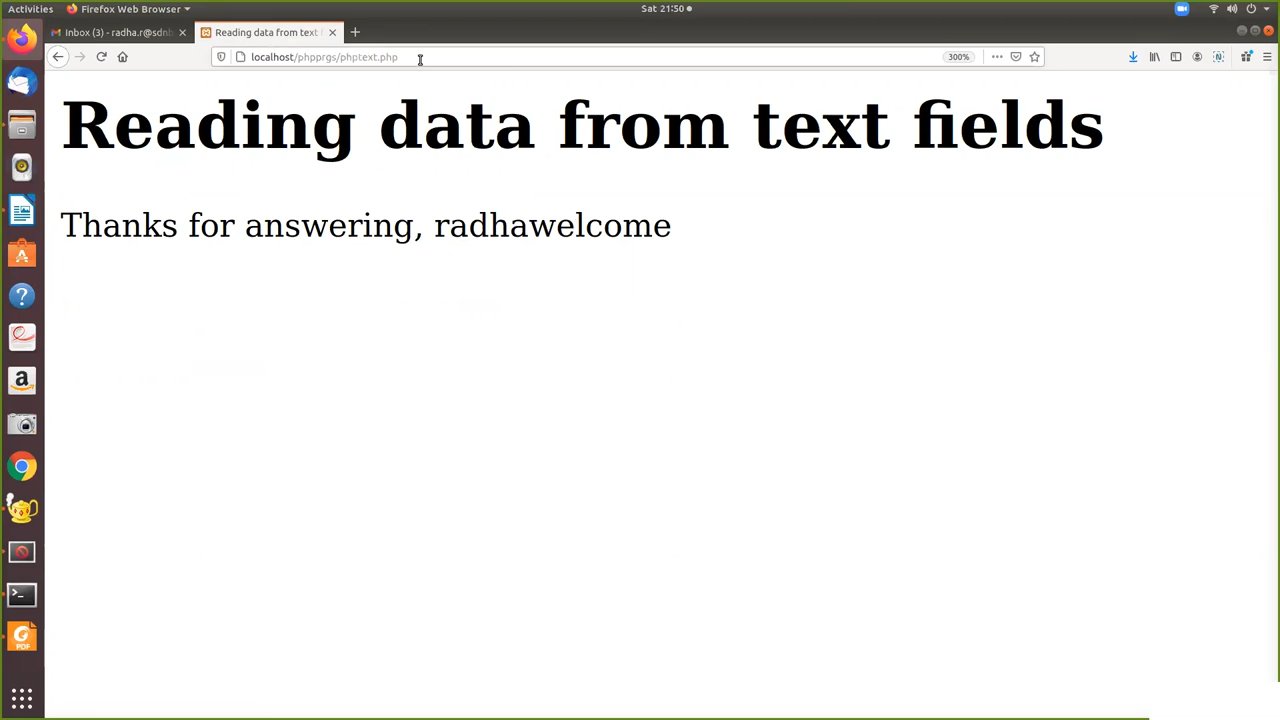 Activities Firefox Web Browser Sat 21:50
Inbox (3) - radha.r@sdnb Reading data from text f
localhost/phpprgs/phptext.php 300%
Reading data from text fields
Thanks for answering, radhawelcome